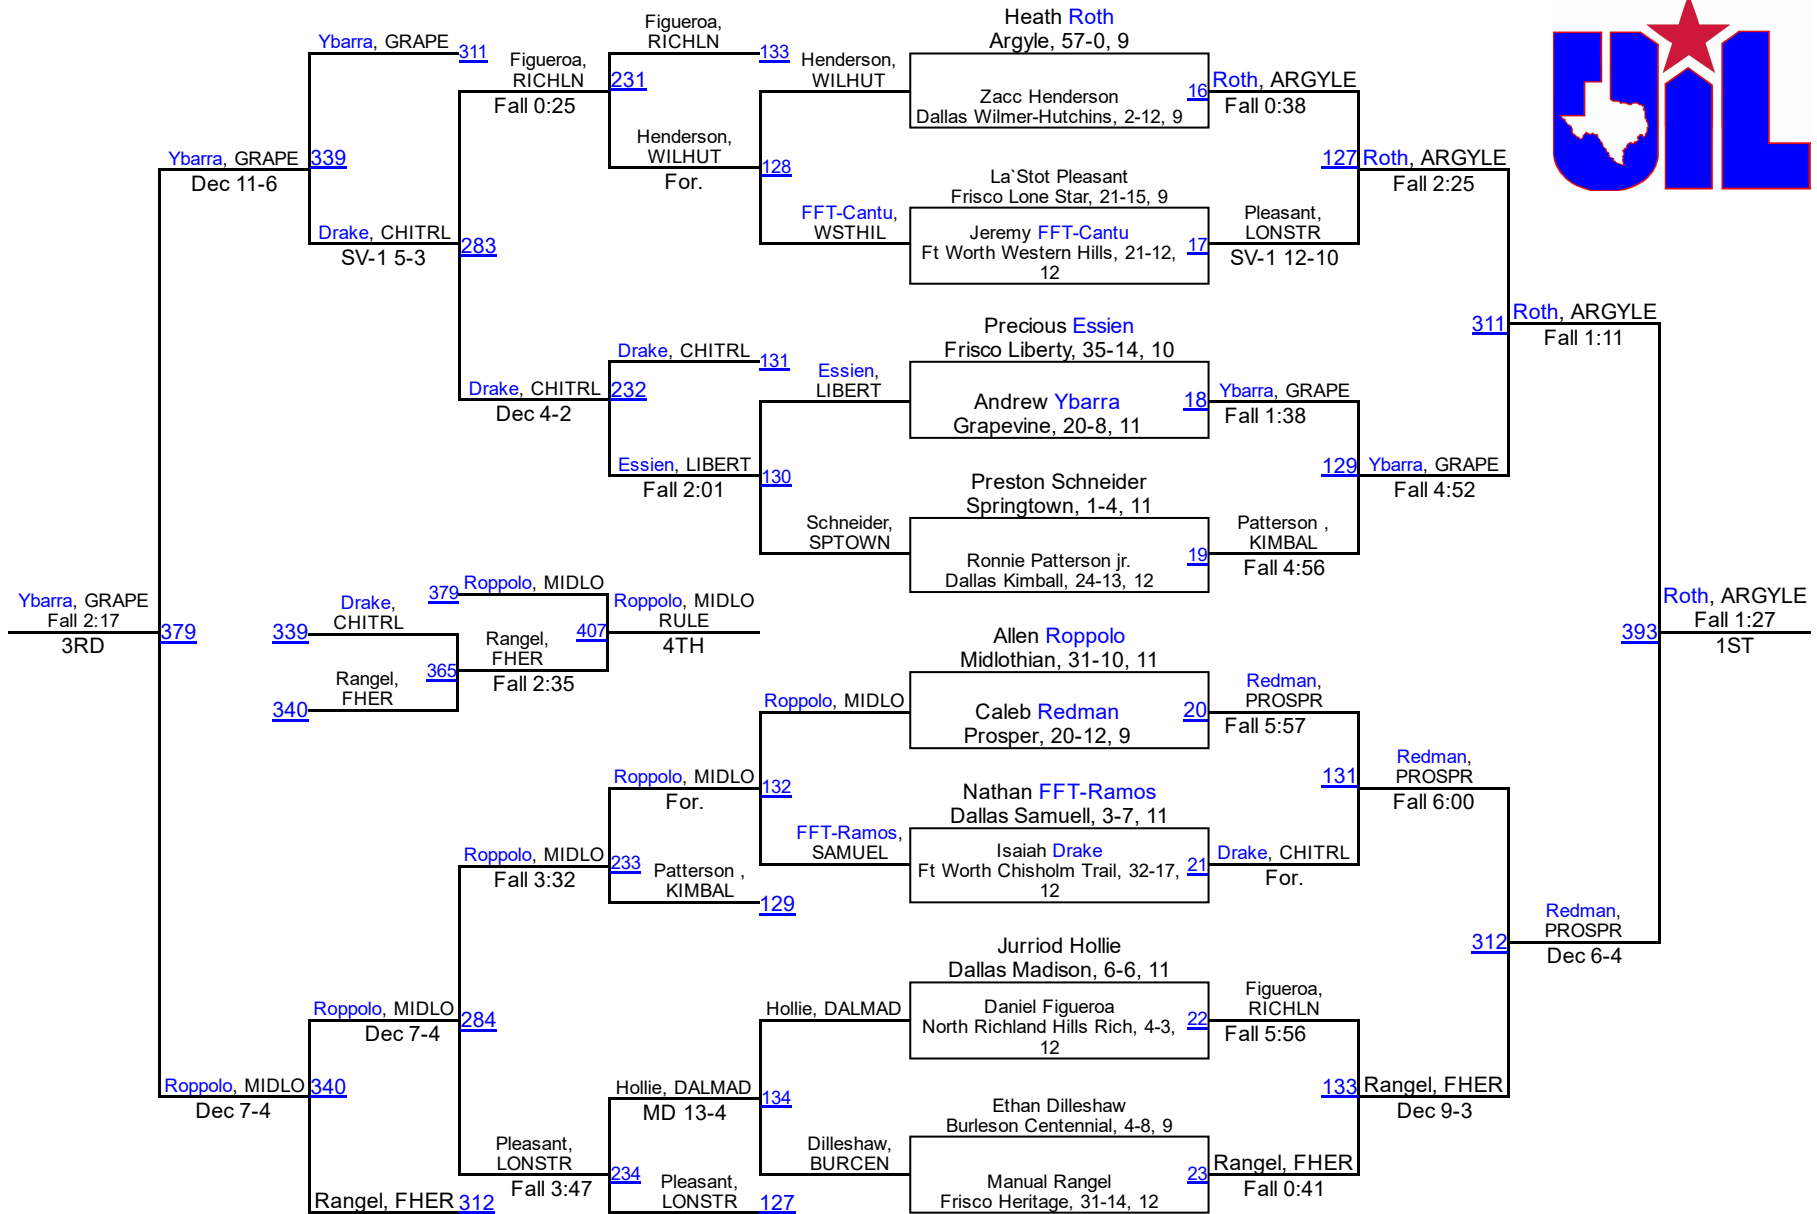 Ybarra, GRAPE
Fall 2:17
3RD
379
Ybarra, GRAPE
Dec 11-6
339
Ybarra, GRAPE
311
Drake, CHITRL
SV-1 5-3
283
Figueroa,
RICHLN
Fall 0:25
231
Figueroa,
RICHLN
133
Henderson,
WILHUT
For.
128
Henderson,
WILHUT
FFT-Cantu,
WSTHIL
Drake, CHITRL
Dec 4-2
232
Drake, CHITRL
131
Essien, LIBERT
Fall 2:01
130
Essien,
LIBERT
Schneider,
SPTOWN
339
Drake,
CHITRL
340
Rangel,
FHER
365
Rangel,
FHER
Fall 2:35
379
Roppolo, MIDLO
407
Roppolo, MIDLO
RULE
4TH
Roppolo, MIDLO
Dec 7-4
340
Roppolo, MIDLO
Dec 7-4
284
Rangel, FHER
312
Roppolo, MIDLO
Fall 3:32
233
Roppolo, MIDLO
For.
132
Roppolo, MIDLO
FFT-Ramos,
SAMUEL
Patterson ,
KIMBAL
129
Pleasant,
LONSTR
Fall 3:47
234
Hollie, DALMAD
MD 13-4
134
Hollie, DALMAD
Dilleshaw,
BURCEN
Pleasant,
LONSTR
127
Heath Roth
Argyle, 57-0, 9
Zacc Henderson
Dallas Wilmer-Hutchins, 2-12, 9
16
Roth, ARGYLE
Fall 0:38
La`Stot Pleasant
Frisco Lone Star, 21-15, 9
Jeremy FFT-Cantu
Ft Worth Western Hills, 21-12,
12
17
Pleasant,
LONSTR
SV-1 12-10
Precious Essien
Frisco Liberty, 35-14, 10
Andrew Ybarra
Grapevine, 20-8, 11
18
Ybarra, GRAPE
Fall 1:38
Preston Schneider
Springtown, 1-4, 11
Ronnie Patterson jr.
Dallas Kimball, 24-13, 12
19
Patterson ,
KIMBAL
Fall 4:56
Allen Roppolo
Midlothian, 31-10, 11
Caleb Redman
Prosper, 20-12, 9
20
Redman,
PROSPR
Fall 5:57
Nathan FFT-Ramos
Dallas Samuell, 3-7, 11
Isaiah Drake
Ft Worth Chisholm Trail, 32-17,
12
21
Drake, CHITRL
For.
Jurriod Hollie
Dallas Madison, 6-6, 11
Daniel Figueroa
North Richland Hills Rich, 4-3,
12
22
Figueroa,
RICHLN
Fall 5:56
Ethan Dilleshaw
Burleson Centennial, 4-8, 9
Manual Rangel
Frisco Heritage, 31-14, 12
23
Rangel, FHER
Fall 0:41
127
Roth, ARGYLE
Fall 2:25
129
Ybarra, GRAPE
Fall 4:52
131
Redman,
PROSPR
Fall 6:00
133
Rangel, FHER
Dec 9-3
311
Roth, ARGYLE
Fall 1:11
312
Redman,
PROSPR
Dec 6-4
393
Roth, ARGYLE
Fall 1:27
1ST
UIL